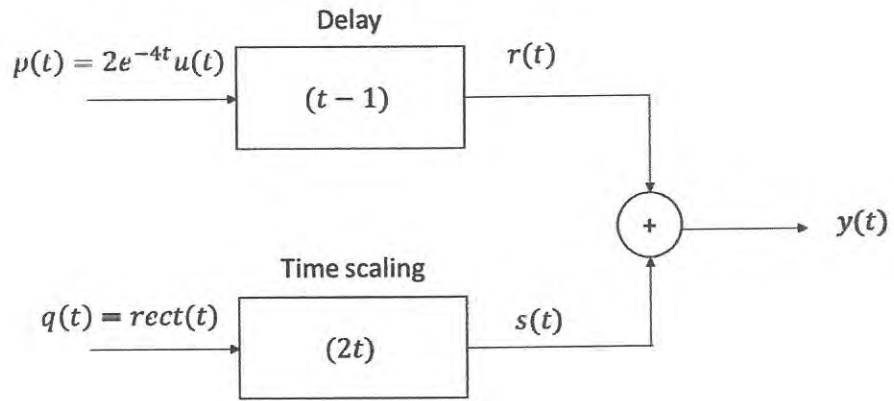 Delay
p(t) = 2e^{-4t}u(t)
(t − 1)
r(t)
+
y(t)
Time scaling
q(t) = rect(t)
(2t)
s(t)